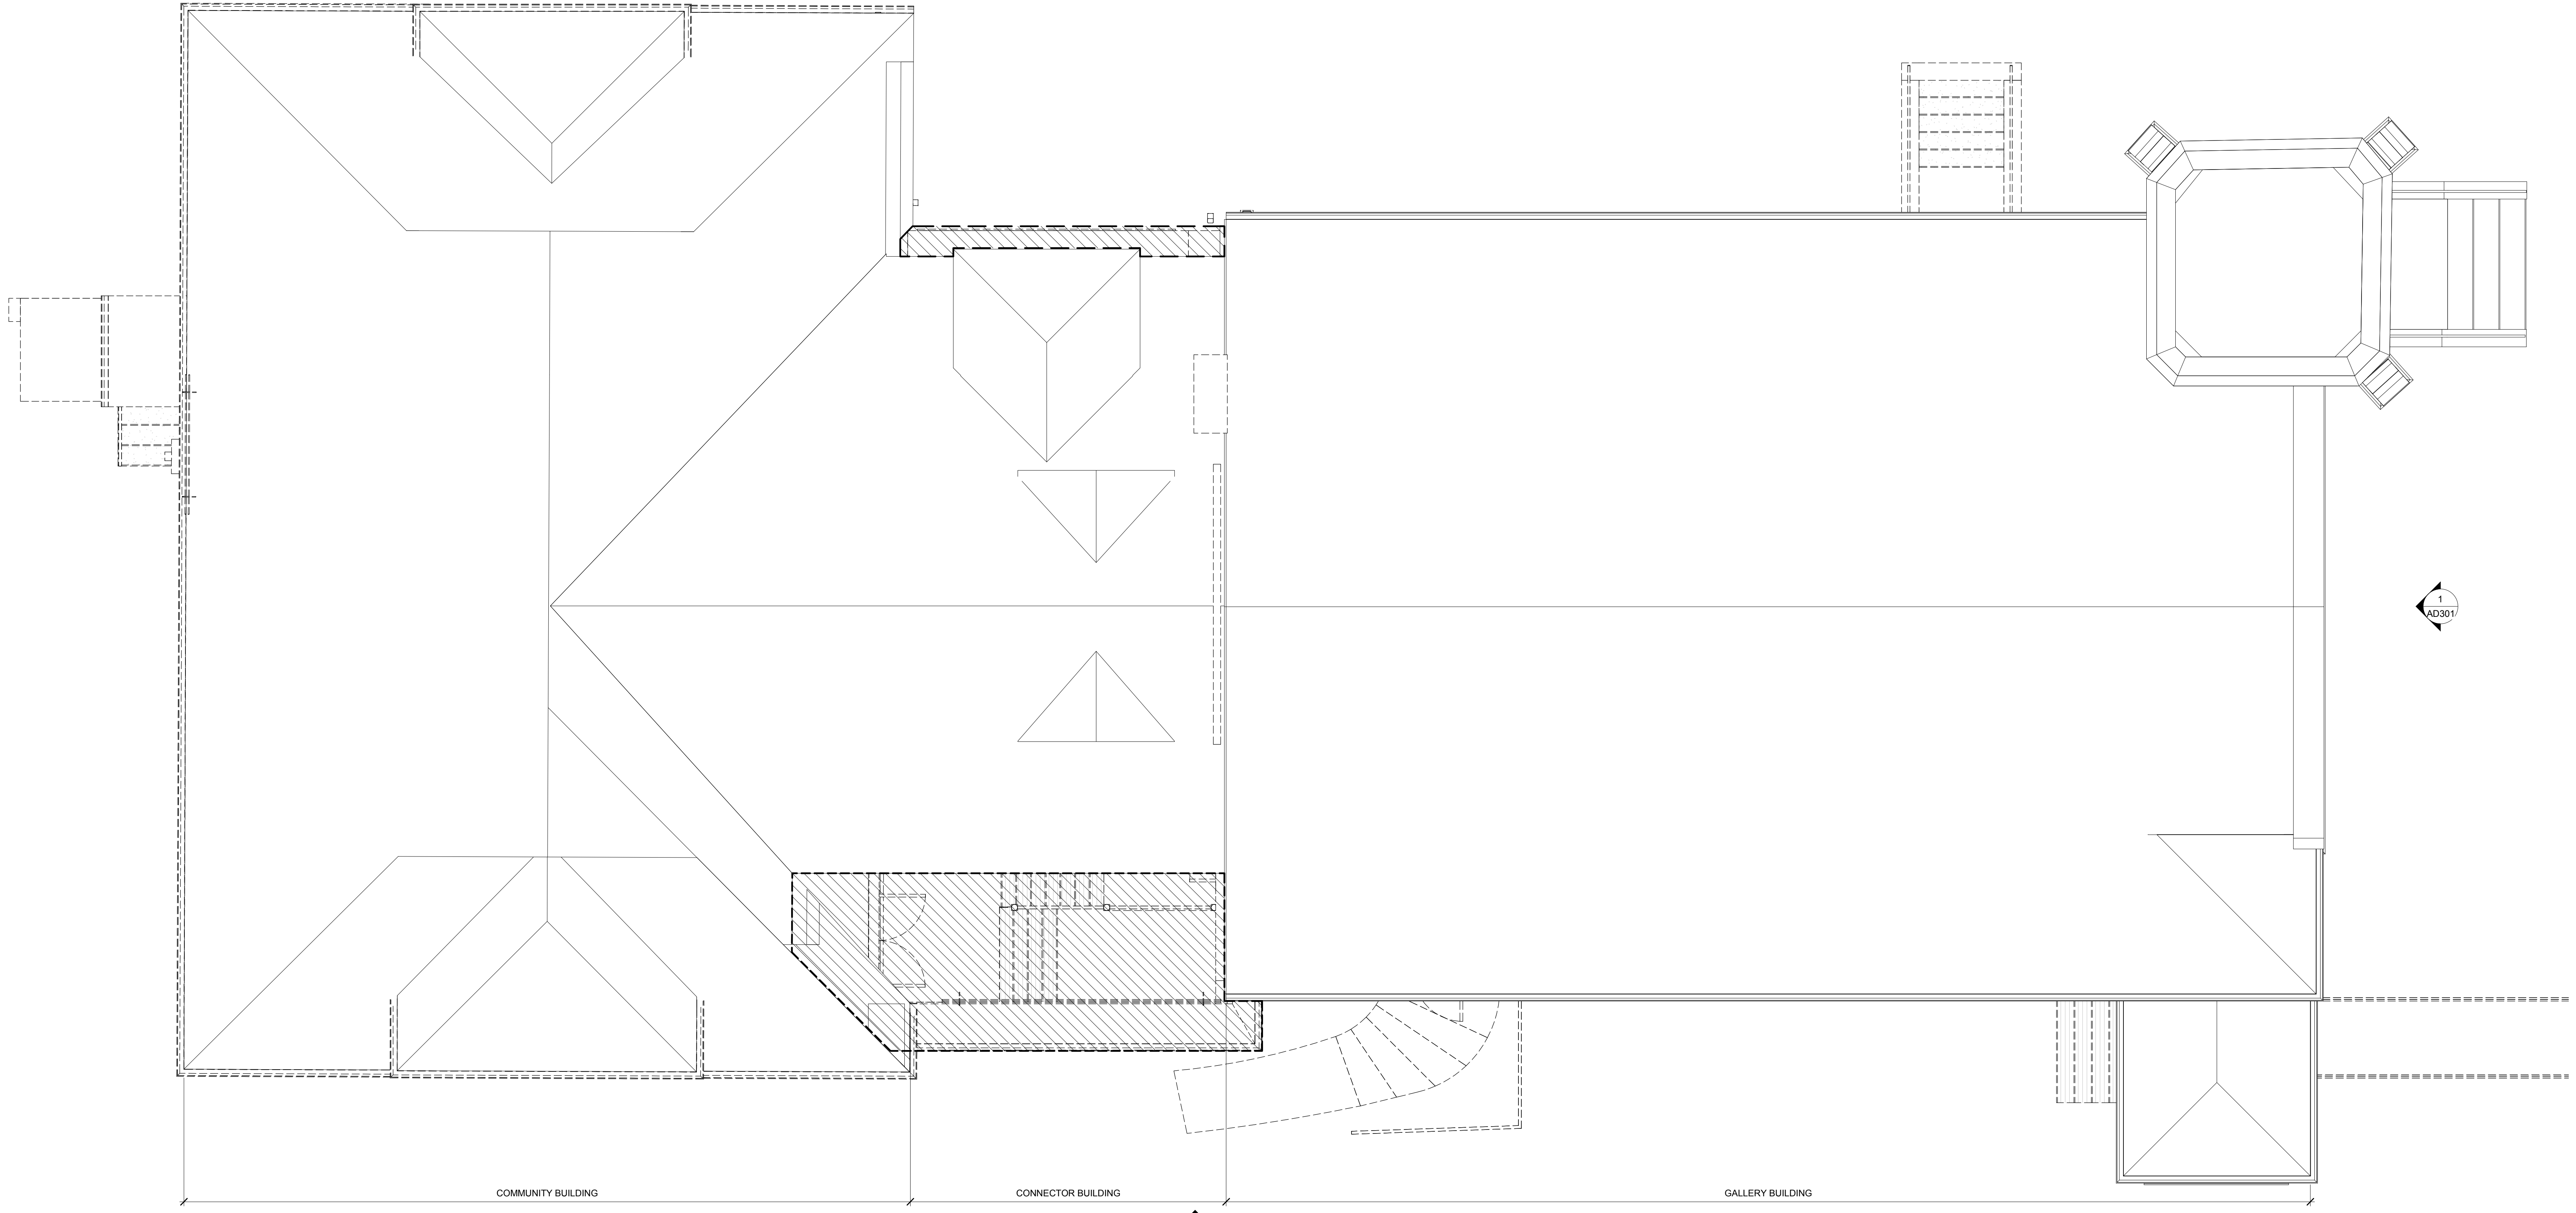 1
AD301
COMMUNITY BUILDING
CONNECTOR BUILDING
GALLERY BUILDING